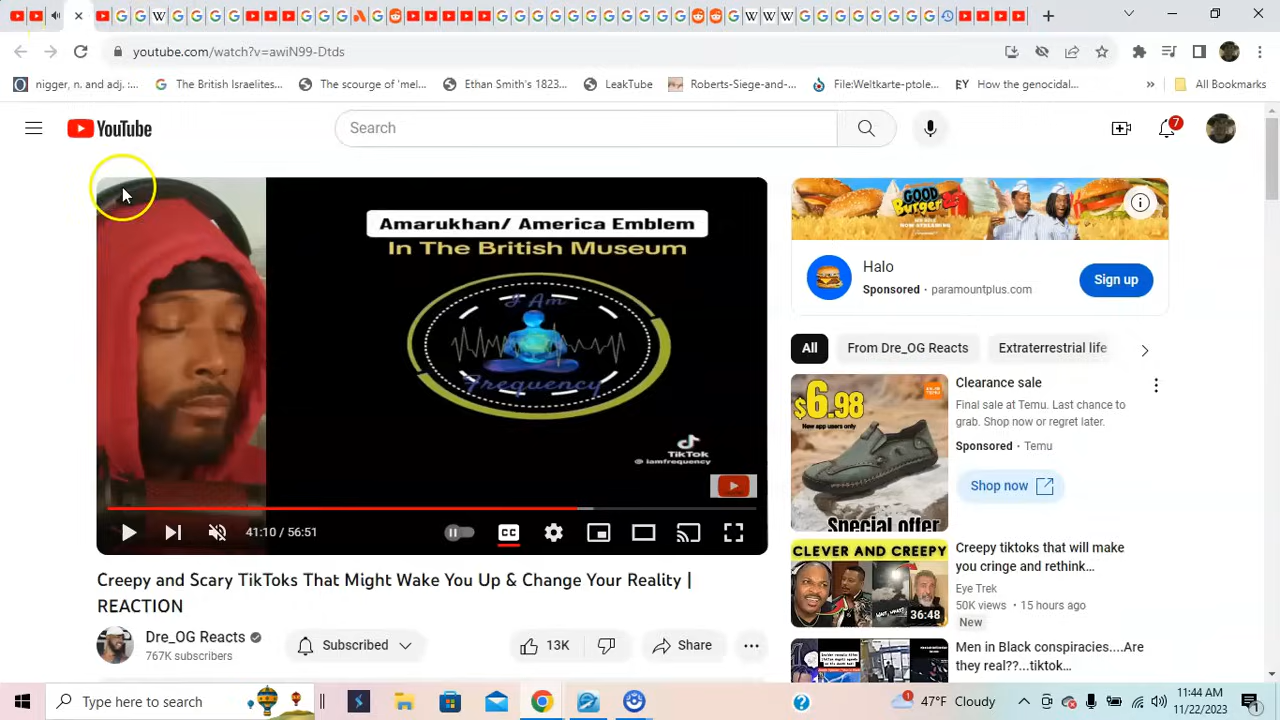 youtube.com/watch?v=awiN99-Dtds
nigger, n. and adj. :...
The British Israelites...
The scourge of 'mel...
Ethan Smith's 1823...
LeakTube
Roberts-Siege-and-...
File:Weltkarte-ptole...
EY How the genocidal...
»
All Bookmarks
YouTube
Search
7
Amarukhan/ America Emblem
In The British Museum
I Am
Frequency
TikTok
@ iamfrequency
41:10 / 56:51
CC
Creepy and Scary TikToks That Might Wake You Up & Change Your Reality |
REACTION
Dre_OG Reacts
767K subscribers
Subscribed
13K
Share
GOOD
Burger 2
NOW STREAMING
Halo
Sponsored · paramountplus.com
Sign up
All
From Dre_OG Reacts
Extraterrestrial life
$6.98
New app users only
Special offer
Clearance sale
Final sale at Temu. Last chance to
grab. Shop now or regret later.
Sponsored · Temu
Shop now
CLEVER AND CREEPY
36:48
Creepy tiktoks that will make
you cringe and rethink...
Eye Trek
50K views • 15 hours ago
New
Men in Black conspiracies....Are
they real??...tiktok...
Type here to search
1
47°F Cloudy
11:44 AM
11/22/2023
1